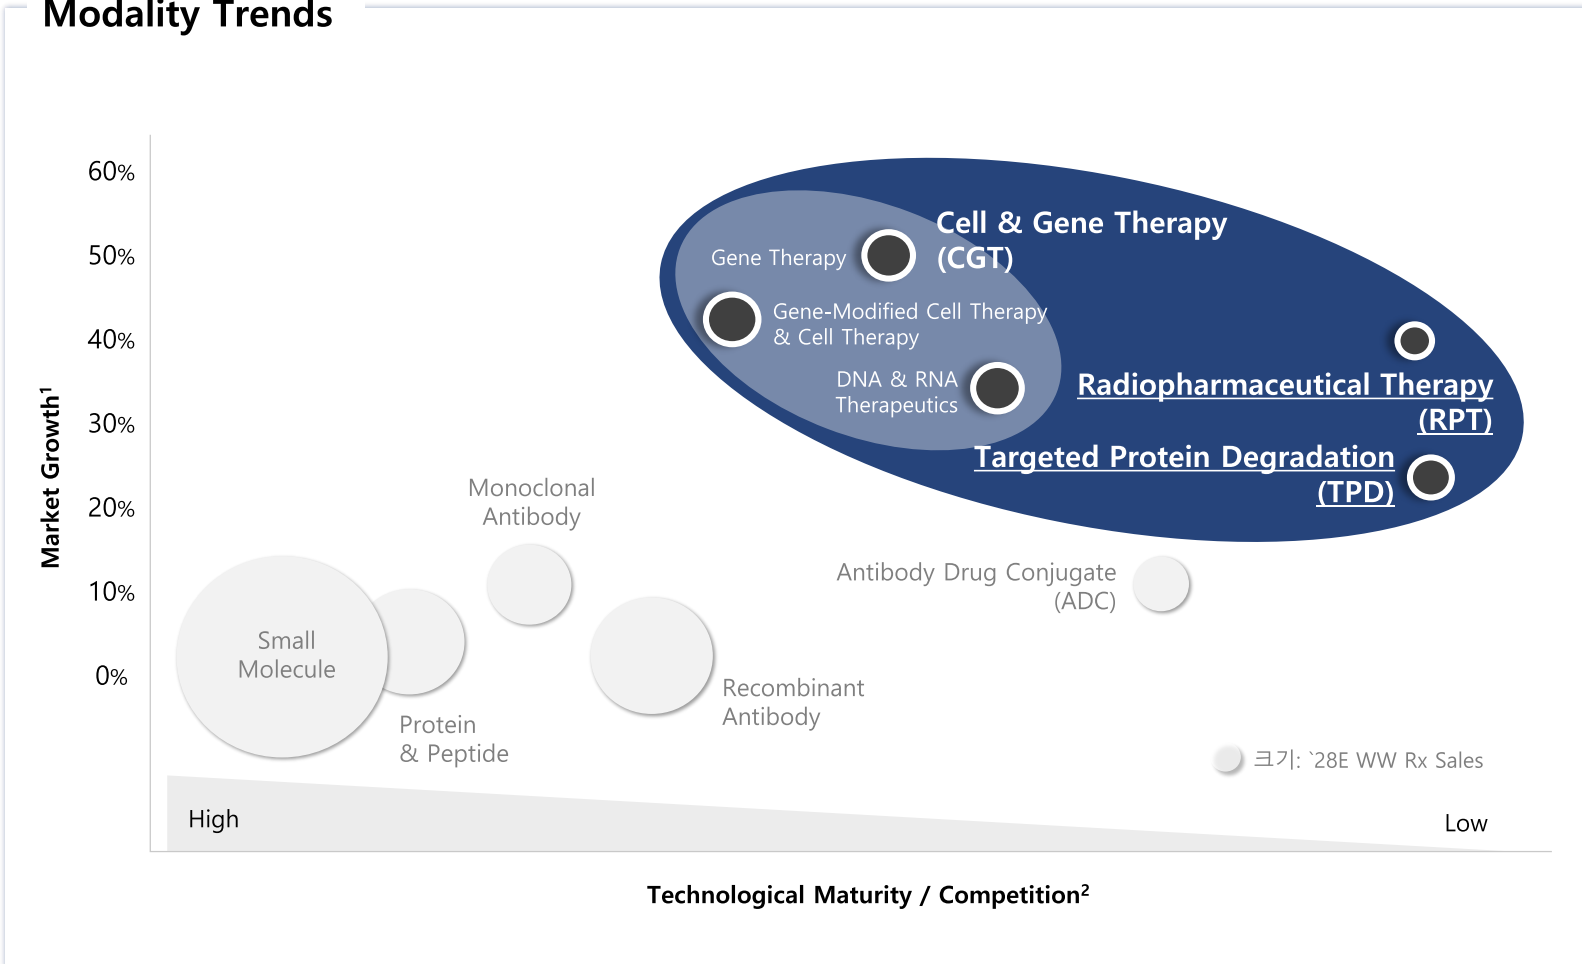 Modality Trends
60%
50%
40%
30%
20%
10%
0%
Market Growth¹
Cell & Gene Therapy
(CGT)
Gene Therapy
Gene-Modified Cell Therapy
& Cell Therapy
DNA & RNA
Therapeutics
Radiopharmaceutical Therapy
(RPT)
Targeted Protein Degradation
(TPD)
Monoclonal
Antibody
Antibody Drug Conjugate
(ADC)
Small
Molecule
Recombinant
Antibody
Protein
& Peptide
크기: `28E WW Rx Sales
High
Low
Technological Maturity / Competition²